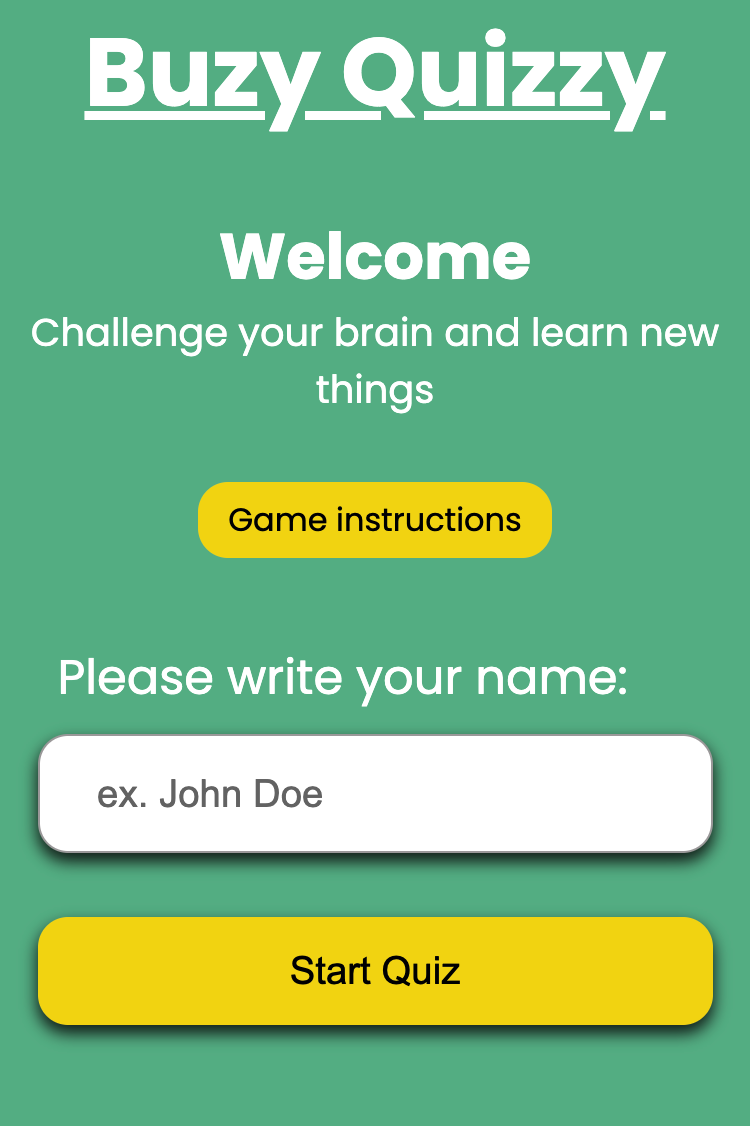 Buzy Quizzy
Welcome
Challenge your brain and learn new
things
Game instructions
Please write your name:
ex. John Doe
Start Quiz